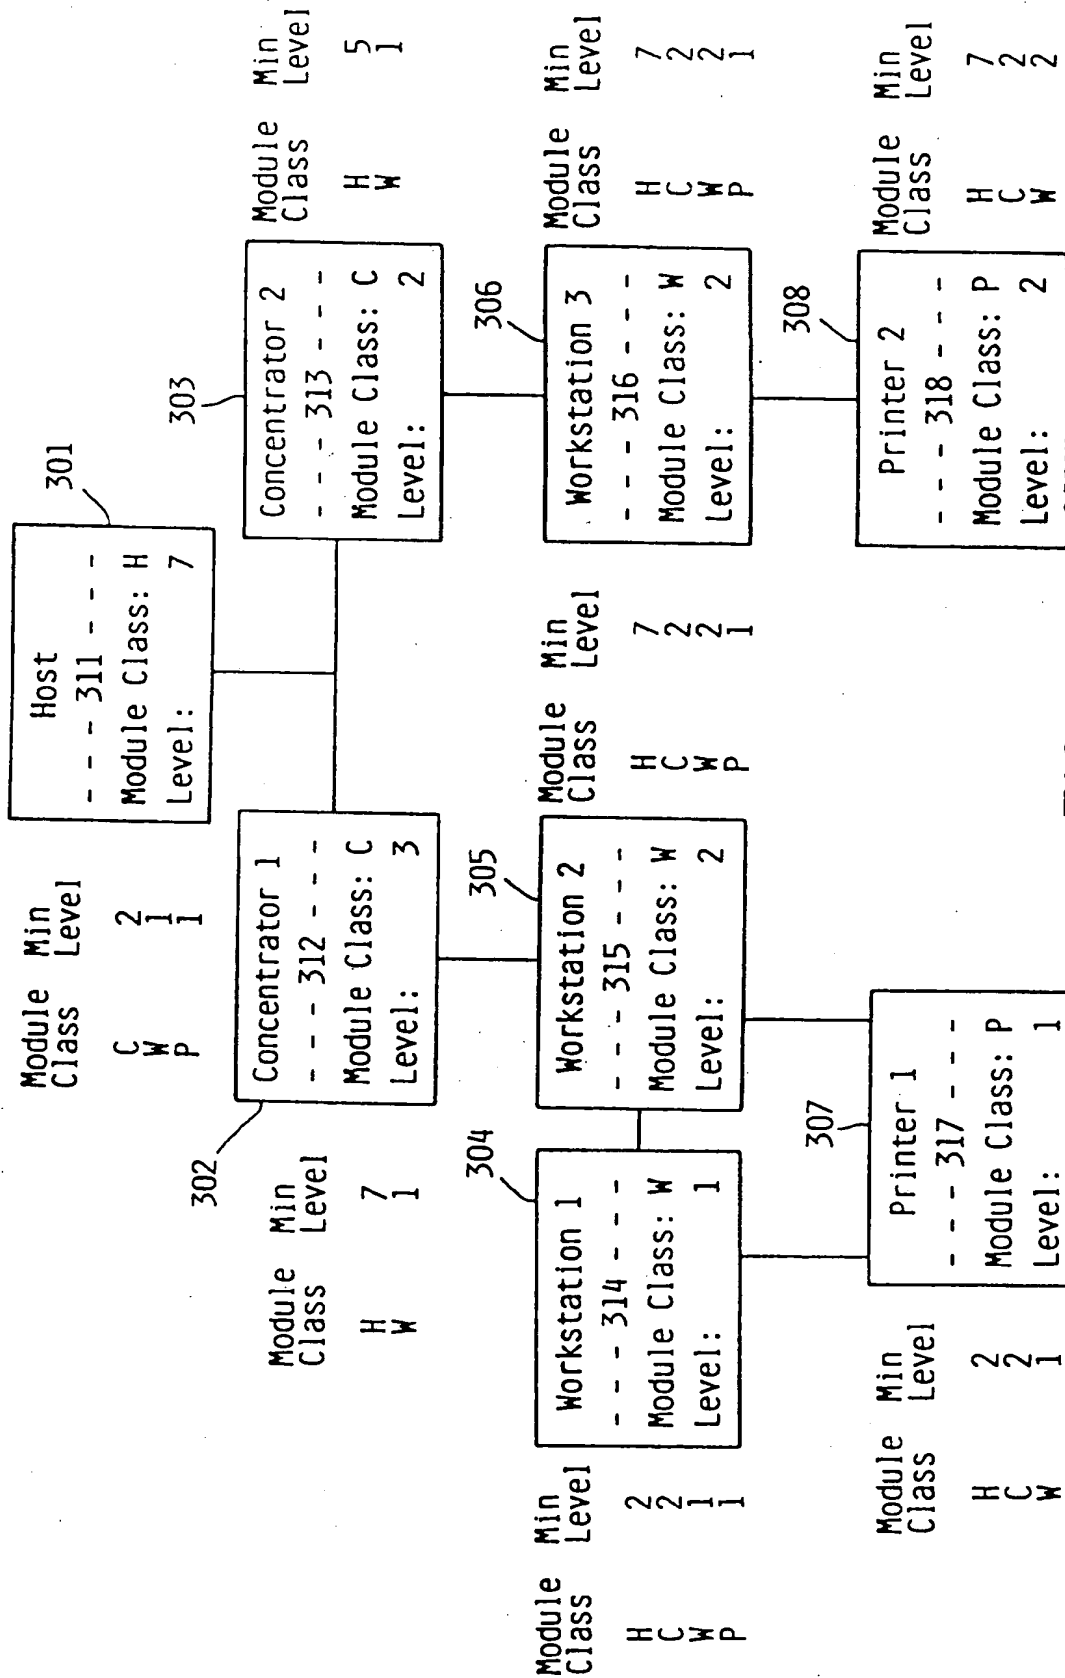 Host
- - - 311 - - -
Module Class: H
Level: 7
301
Module Min
Class Level
C 2
W 1
P 1
Concentrator 1
- - - 312 - - -
Module Class: C
Level: 3
302
Module Min
Class Level
H 7
W 1
Concentrator 2
- - - 313 - - -
Module Class: C
Level: 2
303
Module Min
Class Level
H 5
W 1
Workstation 1
- - - 314 - - -
Module Class: W
Level: 1
304
Module Min
Class Level
H 2
C 2
W 1
P 1
Workstation 2
- - - 315 - - -
Module Class: W
Level: 2
305
Module Min
Class Level
H 7
C 2
W 2
P 1
Workstation 3
- - - 316 - - -
Module Class: W
Level: 2
306
Module Min
Class Level
H 7
C 2
W 2
P 1
Printer 1
- - - 317 - - -
Module Class: P
Level: 1
307
Module Min
Class Level
H 2
C 2
W 1
Printer 2
- - - 318 - - -
Module Class: P
Level: 2
308
Module Min
Class Level
H 7
C 2
W 2